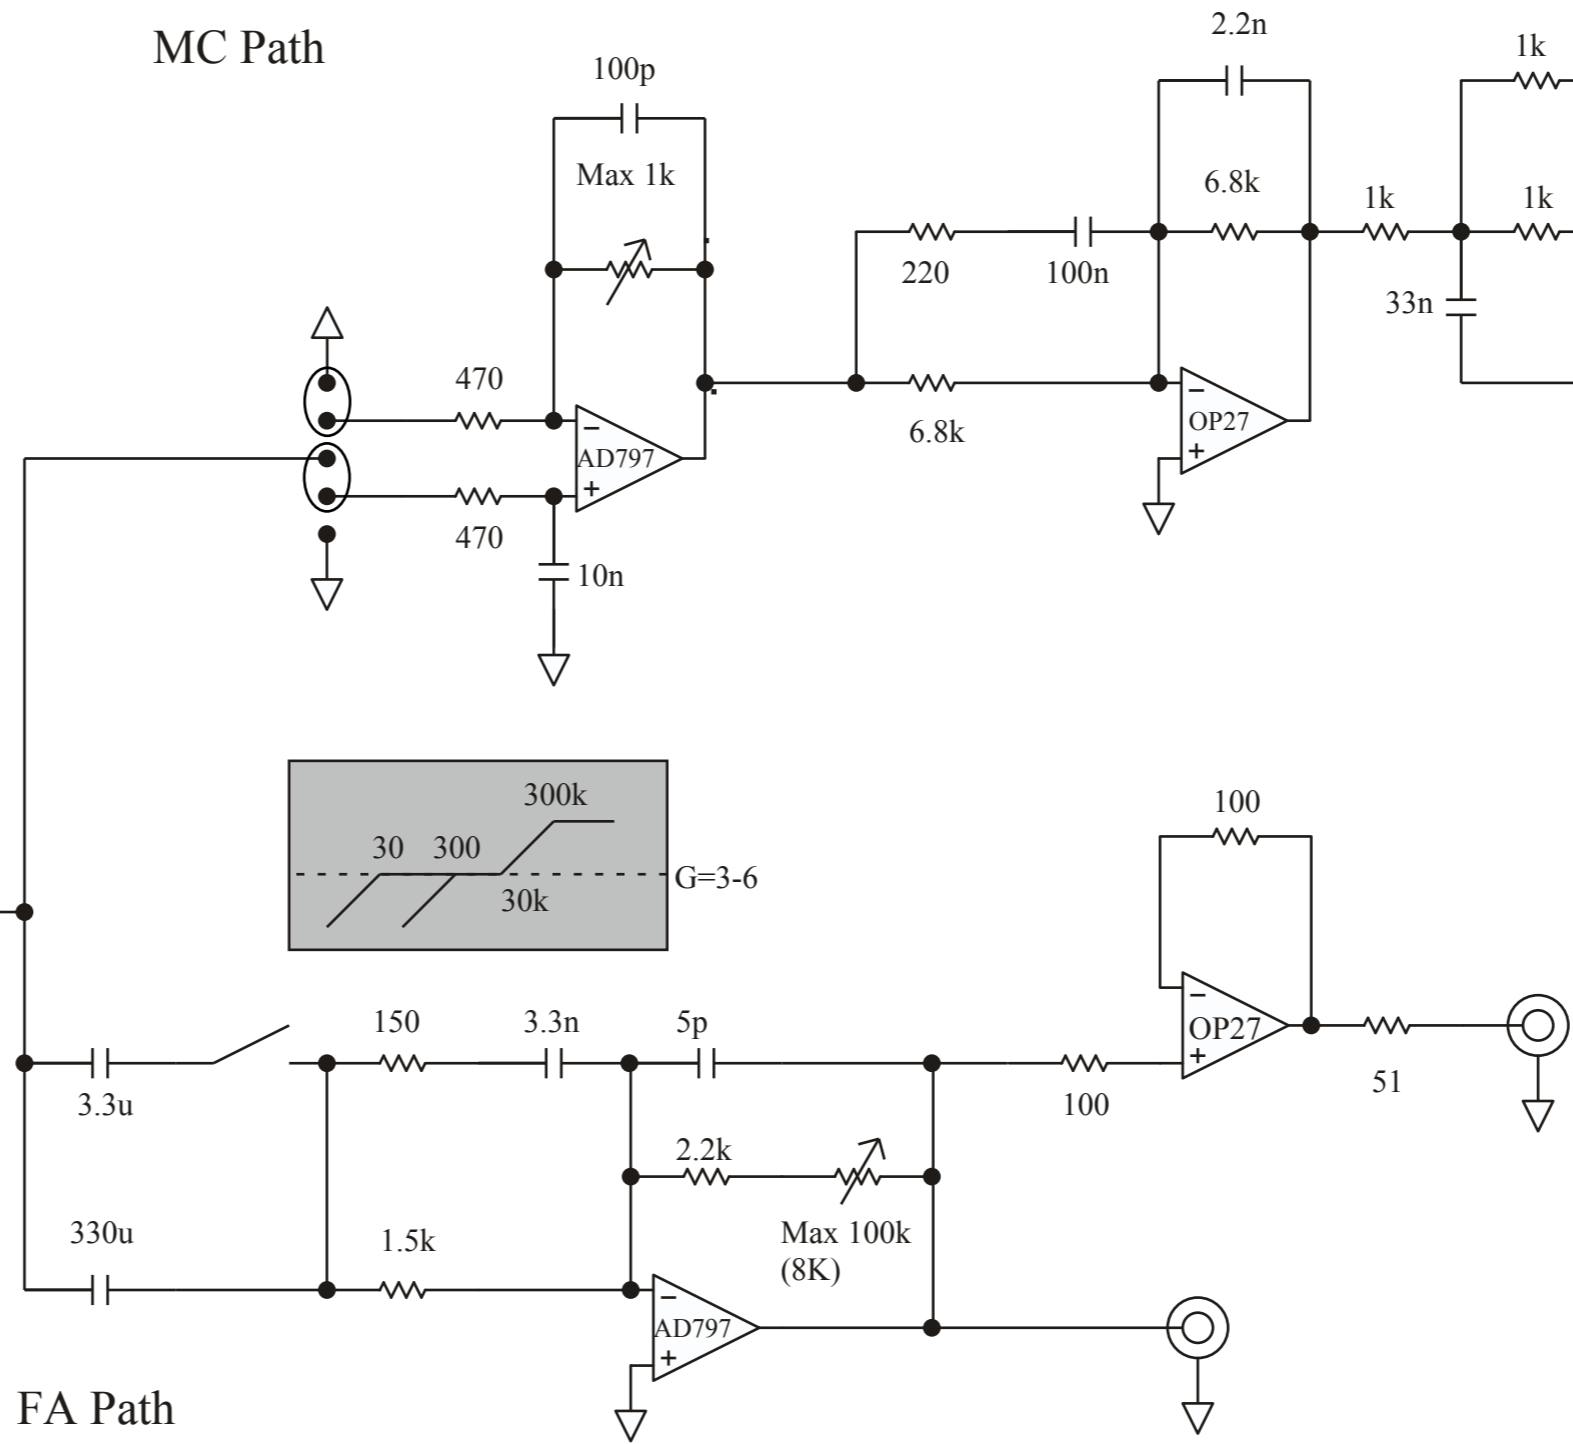 MC Path
2.2n
1k
100p
Max 1k
6.8k
1k
1k
220
100n
33n
470
−
AD797
+
−
OP27
+
6.8k
470
10n
300k
30
300
30k
G=3-6
100
150
3.3n
5p
−
OP27
+
3.3u
100
51
2.2k
330u
1.5k
Max 100k
(8K)
−
AD797
+
FA Path